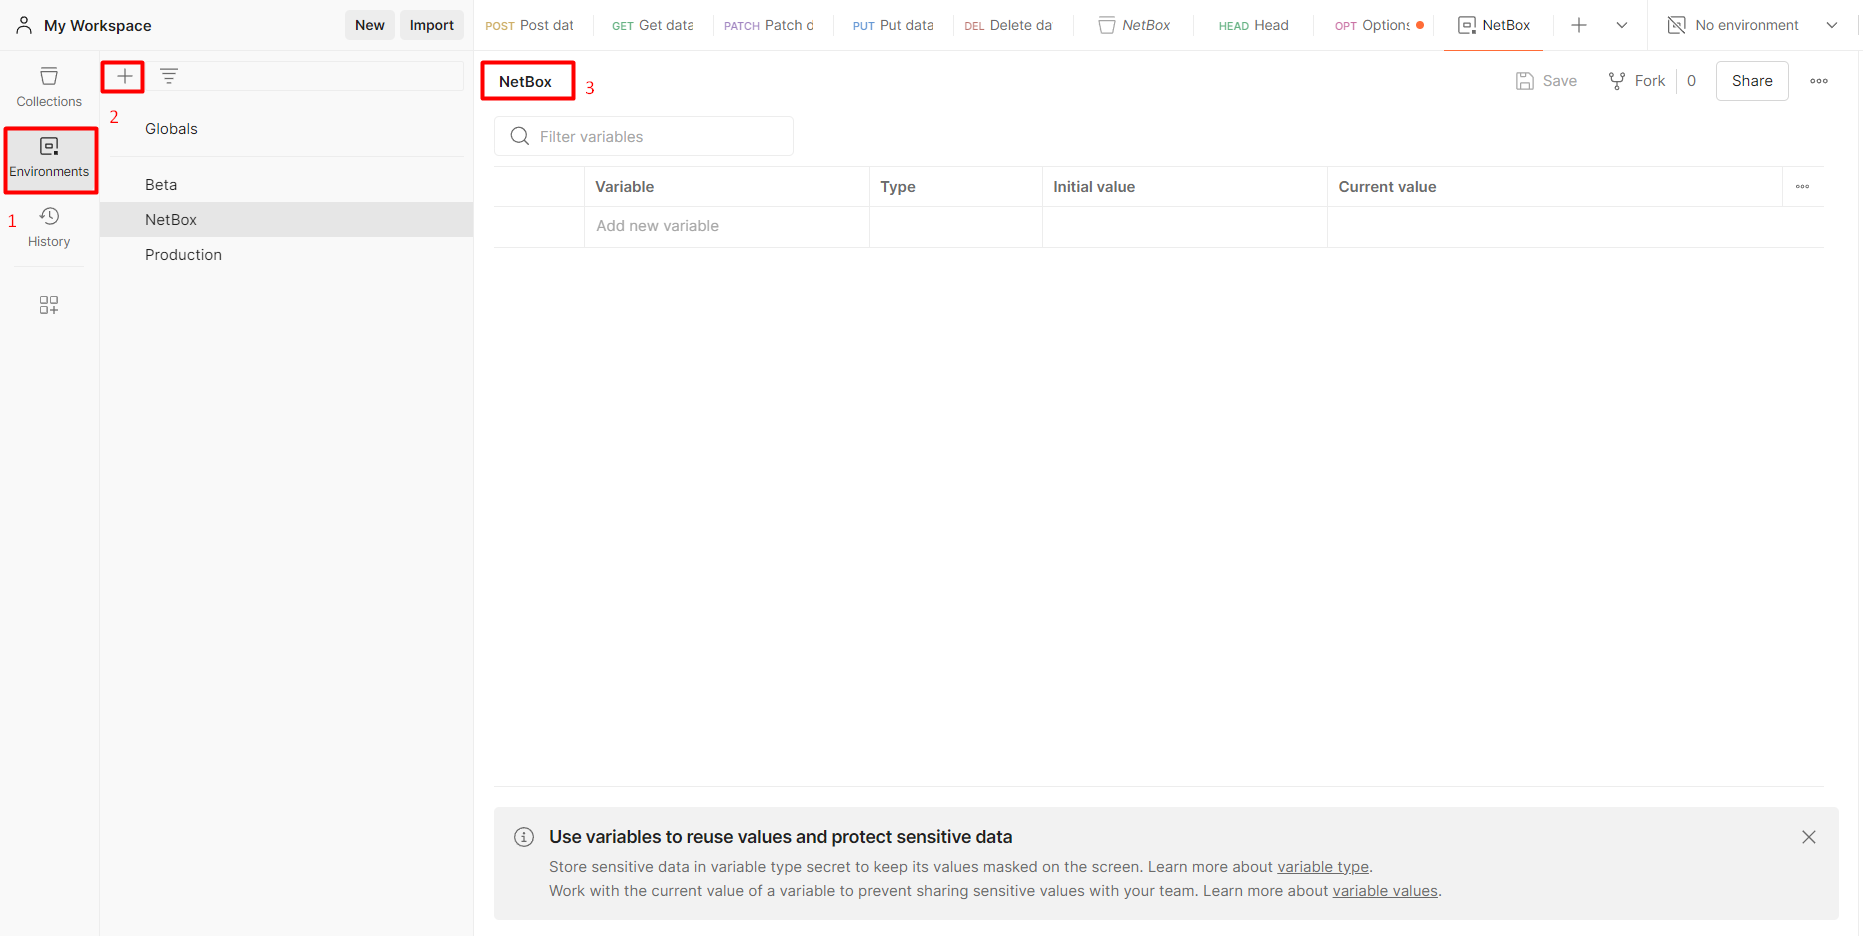 My Workspace
New
Import
POST Post dat
GET Get data
PATCH Patch d
PUT Put data
DEL Delete da
NetBox
HEAD Head
OPT Options
NetBox
No environment
Collections
Environments
1
History
2
Globals
Beta
NetBox
Production
NetBox
3
Save
Fork
0
Share
Filter variables
Variable
Type
Initial value
Current value
Add new variable
Use variables to reuse values and protect sensitive data
Store sensitive data in variable type secret to keep its values masked on the screen. Learn more about variable type.
Work with the current value of a variable to prevent sharing sensitive values with your team. Learn more about variable values.